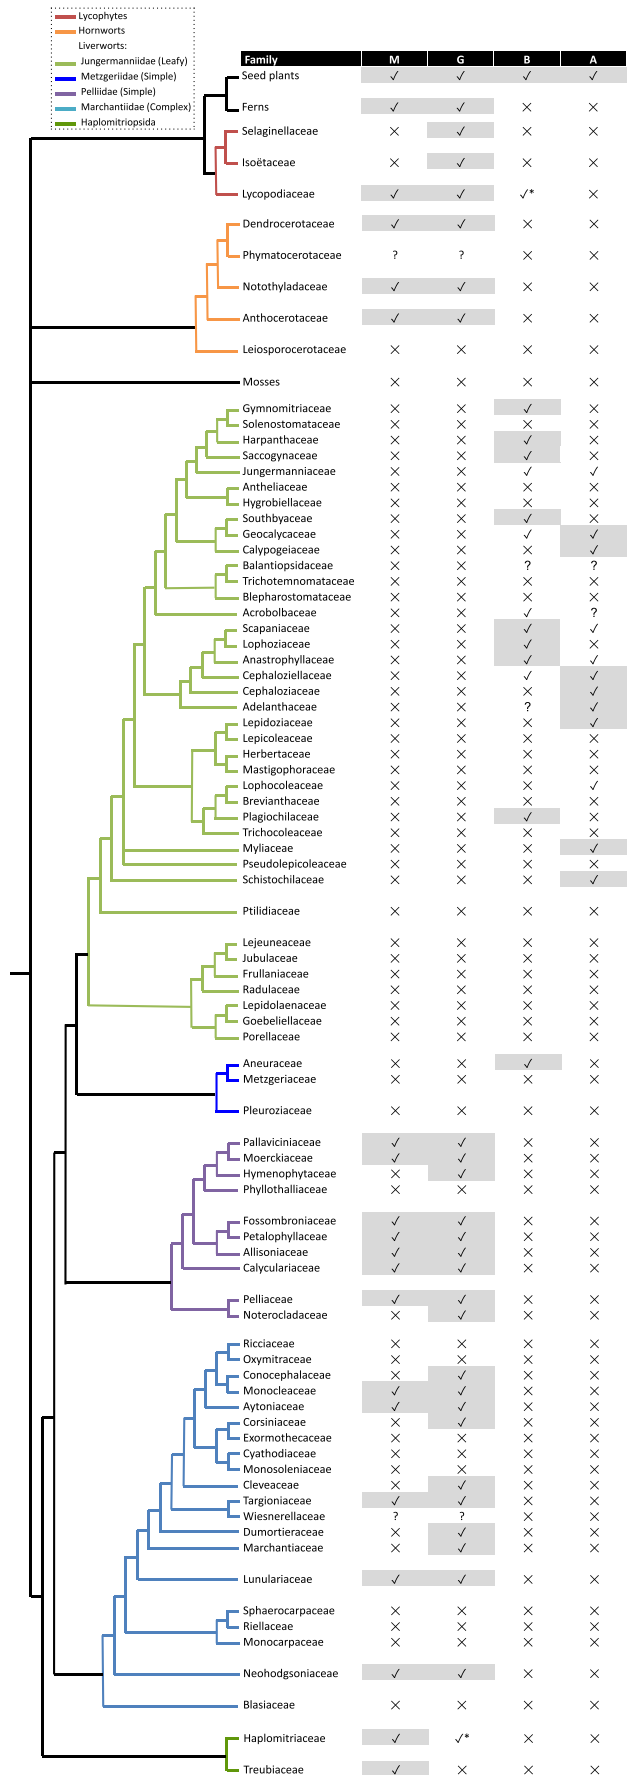 Lycophytes
Hornworts
Liverworts:
Jungermanniidae (Leafy)
Metzgeriidae (Simple)
Pelliidae (Simple)
Marchantiidae (Complex)
Haplomitriopsida
Family M G B A
Seed plants ✓ ✓ ✓ ✓
Ferns ✓ ✓ ✕ ✕
Selaginellaceae ✕ ✓ ✕ ✕
Isoëtaceae ✕ ✓ ✕ ✕
Lycopodiaceae ✓ ✓ ✓* ✕
Dendrocerotaceae ✓ ✓ ✕ ✕
Phymatocerotaceae ? ? ✕ ✕
Notothyladaceae ✓ ✓ ✕ ✕
Anthocerotaceae ✓ ✓ ✕ ✕
Leiosporocerotaceae ✕ ✕ ✕ ✕
Mosses ✕ ✕ ✕ ✕
Gymnomitriaceae ✕ ✕ ✓ ✕
Solenostomataceae ✕ ✕ ✕ ✕
Harpanthaceae ✕ ✕ ✓ ✕
Saccogynaceae ✕ ✕ ✓ ✕
Jungermanniaceae ✕ ✕ ✓ ✓
Antheliaceae ✕ ✕ ✕ ✕
Hygrobiellaceae ✕ ✕ ✕ ✕
Southbyaceae ✕ ✕ ✓ ✕
Geocalycaceae ✕ ✕ ✓ ✓
Calypogeiaceae ✕ ✕ ✕ ✓
Balantiopsidaceae ✕ ✕ ? ?
Trichotemnomataceae ✕ ✕ ✕ ✕
Blepharostomataceae ✕ ✕ ✕ ✕
Acrobolbaceae ✕ ✕ ✓ ?
Scapaniaceae ✕ ✕ ✓ ✓
Lophoziaceae ✕ ✕ ✓ ✕
Anastrophyllaceae ✕ ✕ ✓ ✓
Cephaloziellaceae ✕ ✕ ✓ ✓
Cephaloziaceae ✕ ✕ ✕ ✓
Adelanthaceae ✕ ✕ ? ✓
Lepidoziaceae ✕ ✕ ✕ ✓
Lepicoleaceae ✕ ✕ ✕ ✕
Herbertaceae ✕ ✕ ✕ ✕
Mastigophoraceae ✕ ✕ ✕ ✕
Lophocoleaceae ✕ ✕ ✕ ✓
Brevianthaceae ✕ ✕ ✕ ✕
Plagiochilaceae ✕ ✕ ✓ ✕
Trichocoleaceae ✕ ✕ ✕ ✕
Myliaceae ✕ ✕ ✕ ✓
Pseudolepicoleaceae ✕ ✕ ✕ ✕
Schistochilaceae ✕ ✕ ✕ ✓
Ptilidiaceae ✕ ✕ ✕ ✕
Lejeuneaceae ✕ ✕ ✕ ✕
Jubulaceae ✕ ✕ ✕ ✕
Frullaniaceae ✕ ✕ ✕ ✕
Radulaceae ✕ ✕ ✕ ✕
Lepidolaenaceae ✕ ✕ ✕ ✕
Goebeliellaceae ✕ ✕ ✕ ✕
Porellaceae ✕ ✕ ✕ ✕
Aneuraceae ✕ ✕ ✓ ✕
Metzgeriaceae ✕ ✕ ✕ ✕
Pleuroziaceae ✕ ✕ ✕ ✕
Pallaviciniaceae ✓ ✓ ✕ ✕
Moerckiaceae ✓ ✓ ✕ ✕
Hymenophytaceae ✕ ✓ ✕ ✕
Phyllothalliaceae ✕ ✕ ✕ ✕
Fossombroniaceae ✓ ✓ ✕ ✕
Petalophyllaceae ✓ ✓ ✕ ✕
Allisoniaceae ✓ ✓ ✕ ✕
Calyculariaceae ✓ ✓ ✕ ✕
Pelliaceae ✓ ✓ ✕ ✕
Noterocladaceae ✕ ✓ ✕ ✕
Ricciaceae ✕ ✕ ✕ ✕
Oxymitraceae ✕ ✕ ✕ ✕
Conocephalaceae ✕ ✓ ✕ ✕
Monocleaceae ✓ ✓ ✕ ✕
Aytoniaceae ✓ ✓ ✕ ✕
Corsiniaceae ✕ ✓ ✕ ✕
Exormothecaceae ✕ ✕ ✕ ✕
Cyathodiaceae ✕ ✕ ✕ ✕
Monosoleniaceae ✕ ✕ ✕ ✕
Cleveaceae ✕ ✓ ✕ ✕
Targioniaceae ✓ ✓ ✕ ✕
Wiesnerellaceae ? ? ✕ ✕
Dumortieraceae ✕ ✓ ✕ ✕
Marchantiaceae ✕ ✓ ✕ ✕
Lunulariaceae ✓ ✓ ✕ ✕
Sphaerocarpaceae ✕ ✕ ✕ ✕
Riellaceae ✕ ✕ ✕ ✕
Monocarpaceae ✕ ✕ ✕ ✕
Neohodgsoniaceae ✓ ✓ ✕ ✕
Blasiaceae ✕ ✕ ✕ ✕
Haplomitriaceae ✓ ✓* ✕ ✕
Treubiaceae ✓ ✕ ✕ ✕